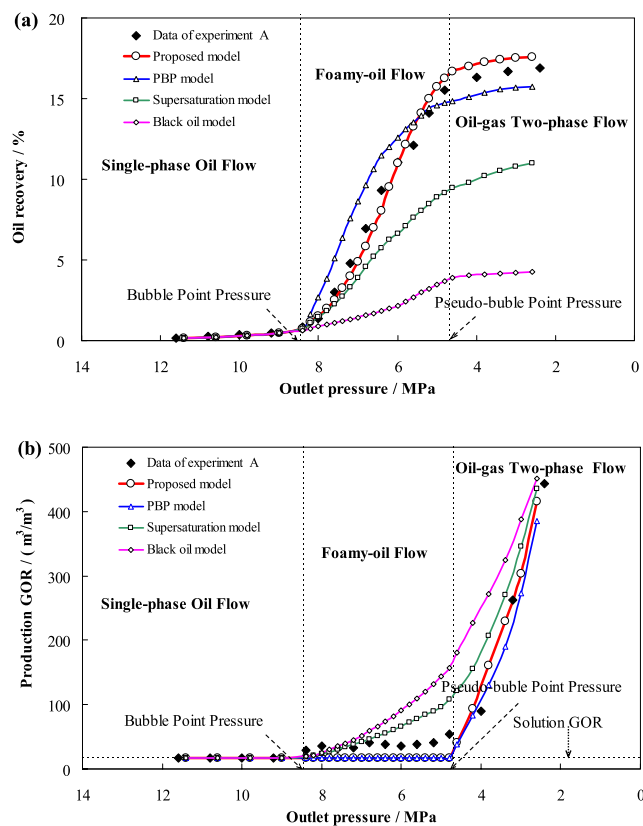 (a)
20
15
10
5
0
Oil recovery / %
Data of experiment A
Proposed model
PBP model
Supersaturation model
Black oil model
Foamy-oil Flow
Oil-gas Two-phase Flow
Single-phase Oil Flow
Bubble Point Pressure
Pseudo-buble Point Pressure
14 12 10 8 6 4 2 0
Outlet pressure / MPa
(b)
500
400
300
200
100
0
Production GOR / ( m³/m³ )
Data of experiment A
Proposed model
PBP model
Supersaturation model
Black oil model
Oil-gas Two-phase Flow
Foamy-oil Flow
Single-phase Oil Flow
Pseudo-buble Point Pressure
Bubble Point Pressure
Solution GOR
14 12 10 8 6 4 2 0
Outlet pressure / MPa